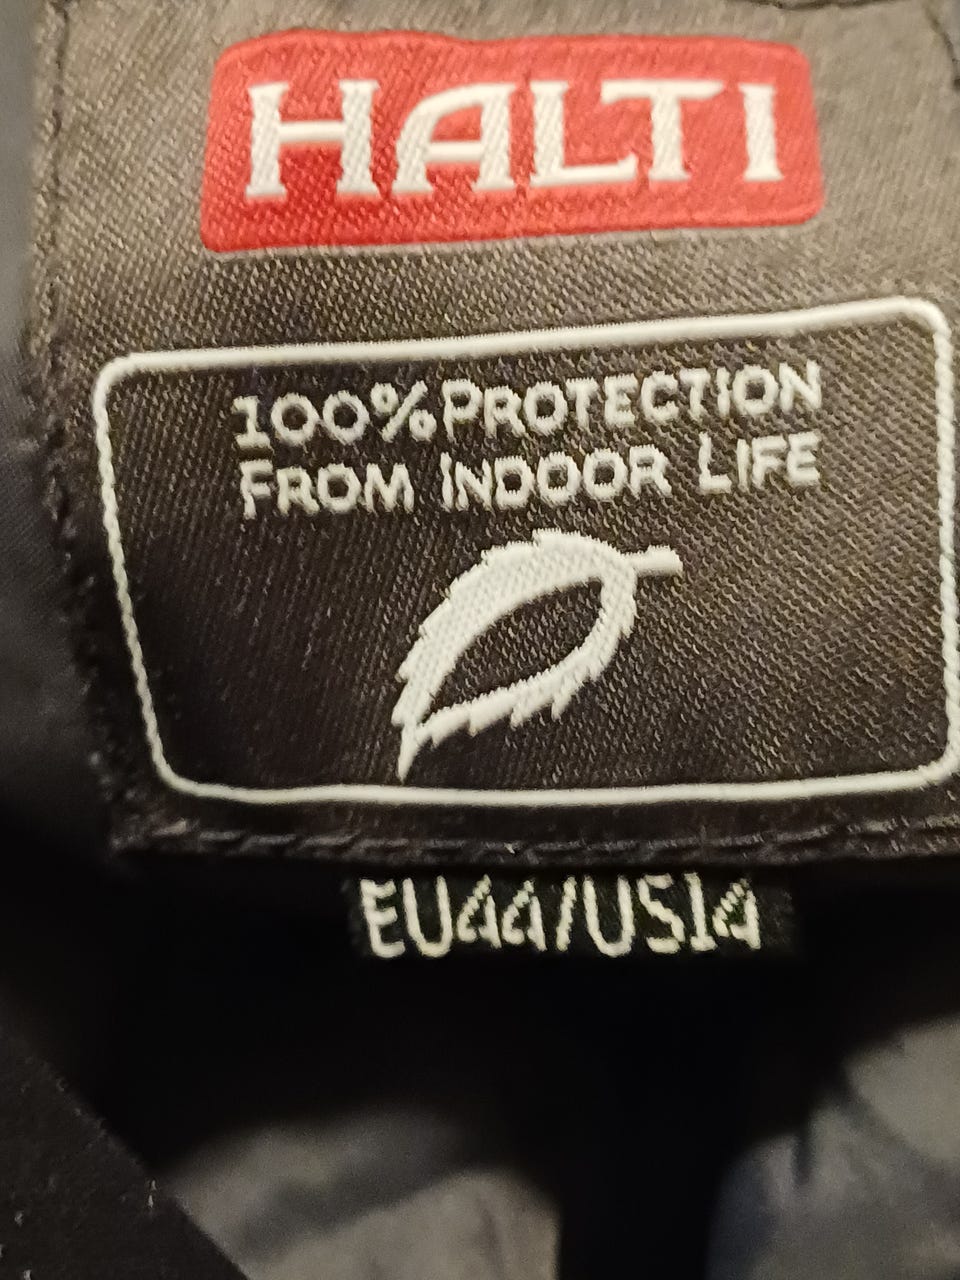 HALTI
100% PROTECTION
FROM INDOOR LIFE
EU44/US14